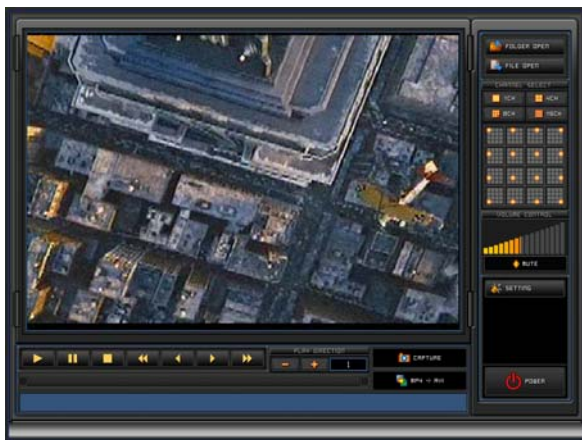 FOLDER OPEN
FILE OPEN
CHANNEL SELECT
1CH
4CH
8CH
16CH
VOLUME CONTROL
MUTE
SETTING
PLAY DIRECTION
1
CAPTURE
MP4 → AVI
POWER